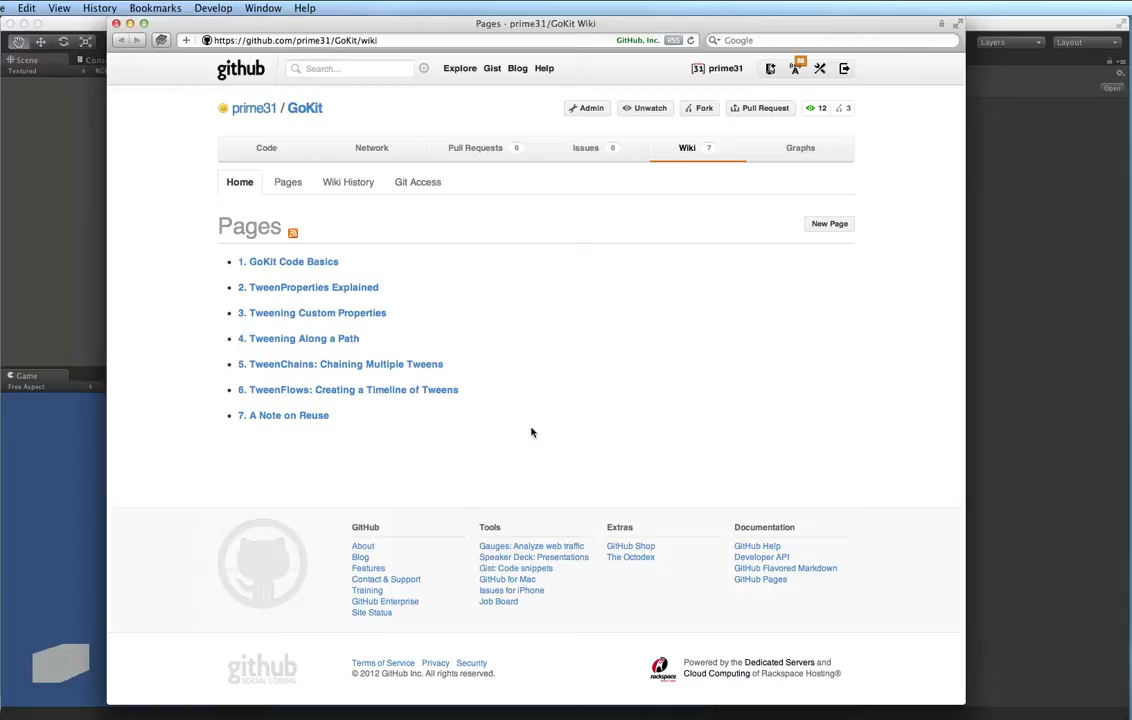 Edit View History Bookmarks Develop Window Help
Pages · prime31/GoKit Wiki
https://github.com/prime31/GoKit/wiki GitHub, Inc. RSS Google
Scene
Textured
Layers Layout
Open
github Search... Explore Gist Blog Help 31 prime31 68
prime31 / GoKit Admin Unwatch Fork Pull Request 12 3
Code Network Pull Requests 0 Issues 0 Wiki 7 Graphs
Home Pages Wiki History Git Access
Pages New Page
1. GoKit Code Basics
2. TweenProperties Explained
3. Tweening Custom Properties
4. Tweening Along a Path
5. TweenChains: Chaining Multiple Tweens
6. TweenFlows: Creating a Timeline of Tweens
7. A Note on Reuse
Game
Free Aspect
GitHub
About
Blog
Features
Contact & Support
Training
GitHub Enterprise
Site Status
Tools
Gauges: Analyze web traffic
Speaker Deck: Presentations
Gist: Code snippets
GitHub for Mac
Issues for iPhone
Job Board
Extras
GitHub Shop
The Octodex
Documentation
GitHub Help
Developer API
GitHub Flavored Markdown
GitHub Pages
github
SOCIAL CODING
Terms of Service Privacy Security
© 2012 GitHub Inc. All rights reserved.
rackspace
HOSTING
Powered by the Dedicated Servers and
Cloud Computing of Rackspace Hosting®